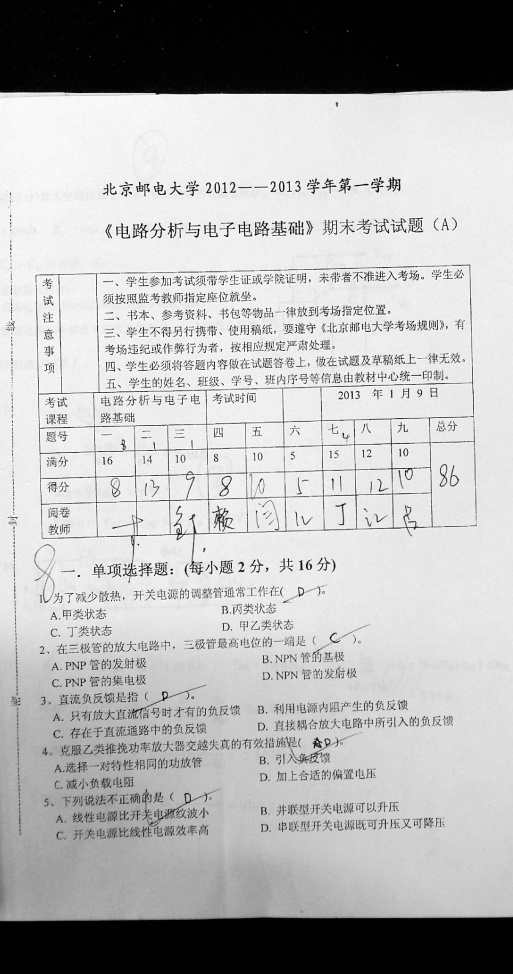 北京邮电大学 2012——2013 学年第一学期
《电路分析与电子电路基础》期末考试试题（A）
考试注意事项
一、学生参加考试须带学生证或学院证明，未带者不准进入考场。学生必
须按照监考教师指定座位就坐。
二、书本、参考资料、书包等物品一律放到考场指定位置。
三、学生不得另行携带、使用稿纸，要遵守《北京邮电大学考场规则》，有
考场违纪或作弊行为者，按相应规定严肃处理。
四、学生必须将答题内容做在试题答卷上，做在试题及草稿纸上一律无效。
五、学生的姓名、班级、学号、班内序号等信息由教材中心统一印制。
考试课程 电路分析与电子电路基础 考试时间 2013 年 1 月 9 日
题号 一 二 三 四 五 六 七 八 九 总分
8 1 1 4
满分 16 14 10 8 10 5 15 12 10
得分 8 13 9 8 10 5 11 12 10 86
阅卷教师
8
一．单项选择题：(每小题 2 分，共 16 分)
1、为了减少散热，开关电源的调整管通常工作在( D )。
A.甲类状态 B.丙类状态
C. 丁类状态 D. 甲乙类状态
2、在三极管的放大电路中，三极管最高电位的一端是（ C ）。
A. PNP 管的发射极 B. NPN 管的基极
C. PNP 管的集电极 D. NPN 管的发射极
3、直流负反馈是指（ D ）。
A. 只有放大直流信号时才有的负反馈 B. 利用电源内阻产生的负反馈
C. 存在于直流通路中的负反馈 D. 直接耦合放大电路中所引入的负反馈
4、克服乙类推挽功率放大器交越失真的有效措施是( D )。
A.选择一对特性相同的功放管 B. 引入负反馈
C. 减小负载电阻 D. 加上合适的偏置电压
5、下列说法不正确的是（ D ）。
A. 线性电源比开关电源纹波小 B. 并联型开关电源可以升压
C. 开关电源比线性电源效率高 D. 串联型开关电源既可升压又可降压